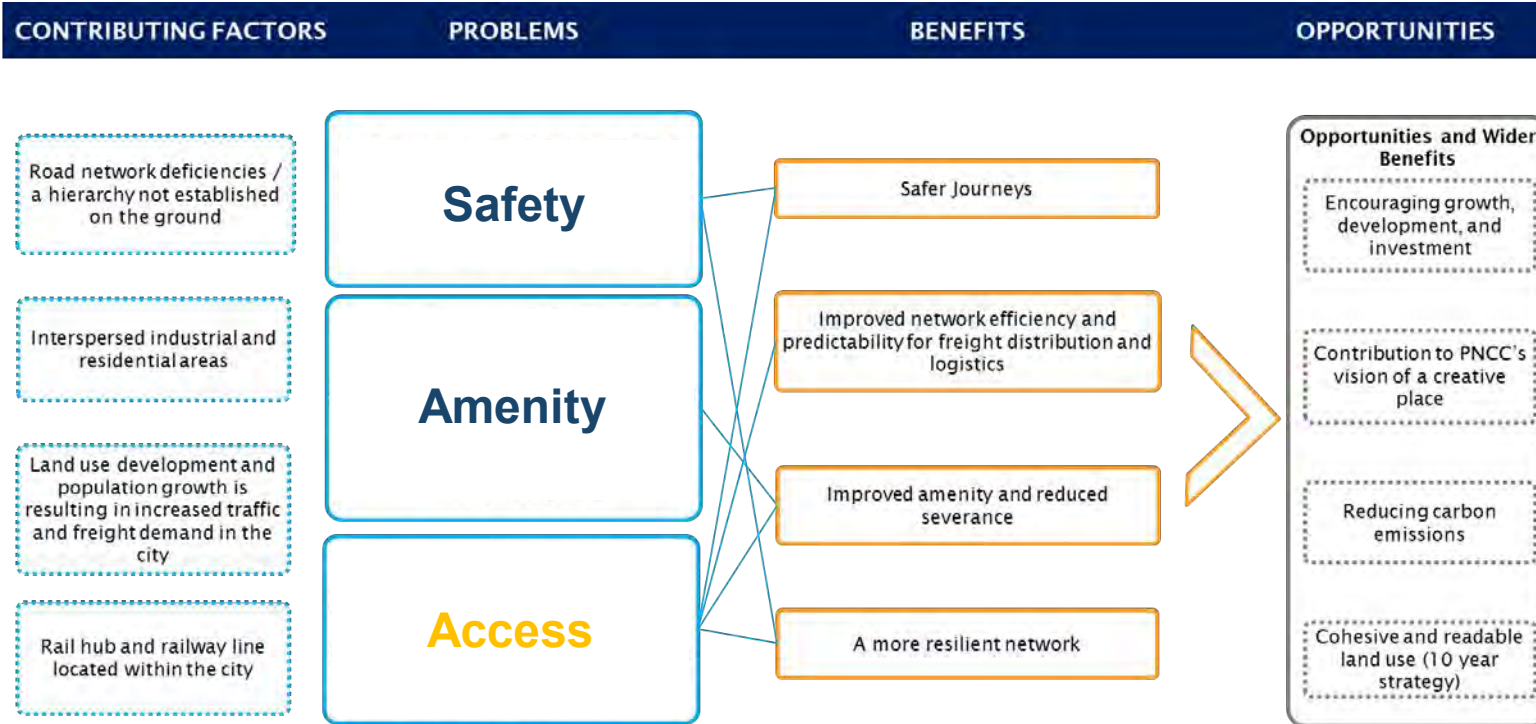 CONTRIBUTING FACTORS
PROBLEMS
BENEFITS
OPPORTUNITIES
Road network deficiencies /
a hierarchy not established
on the ground
Interspersed industrial and
residential areas
Land use development and
population growth is
resulting in increased traffic
and freight demand in the
city
Rail hub and railway line
located within the city
Safety
Amenity
Access
Safer Journeys
Improved network efficiency and
predictability for freight distribution and
logistics
Improved amenity and reduced
severance
A more resilient network
Opportunities and Wider
Benefits
Encouraging growth,
development, and
investment
Contribution to PNCC's
vision of a creative
place
Reducing carbon
emissions
Cohesive and readable
land use (10 year
strategy)